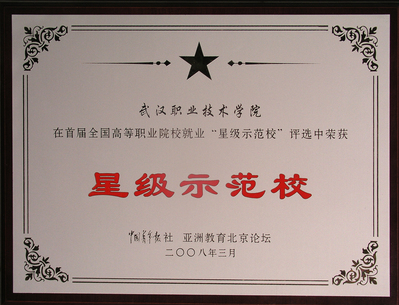 武汉职业技术学院
在首届全国高等职业院校就业“星级示范校”评选中荣获
星级示范校
中国青年报社 亚洲教育北京论坛
二〇〇八年三月